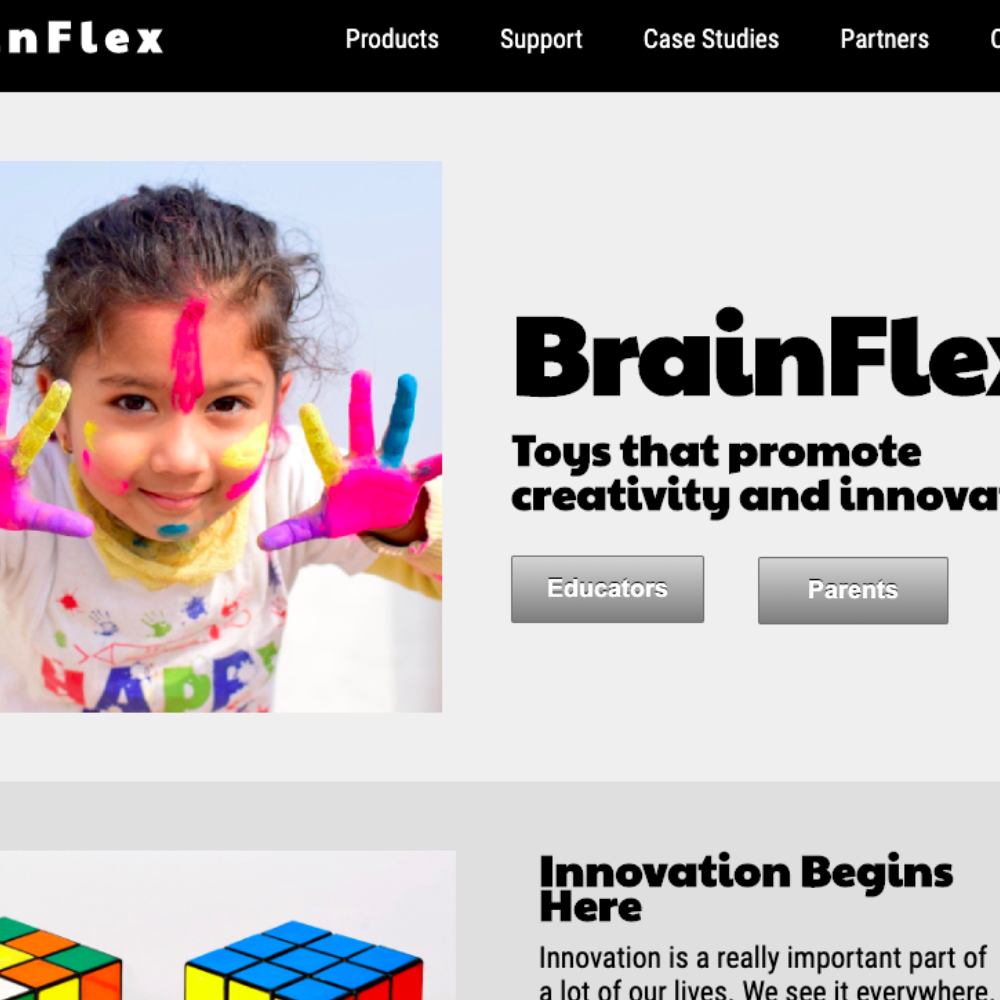 inFlex Products Support Case Studies Partners
BrainFlex
Toys that promote
creativity and innova
Educators Parents
HAPPY
Innovation Begins
Here
Innovation is a really important part of
a lot of our lives. We see it everywhere.